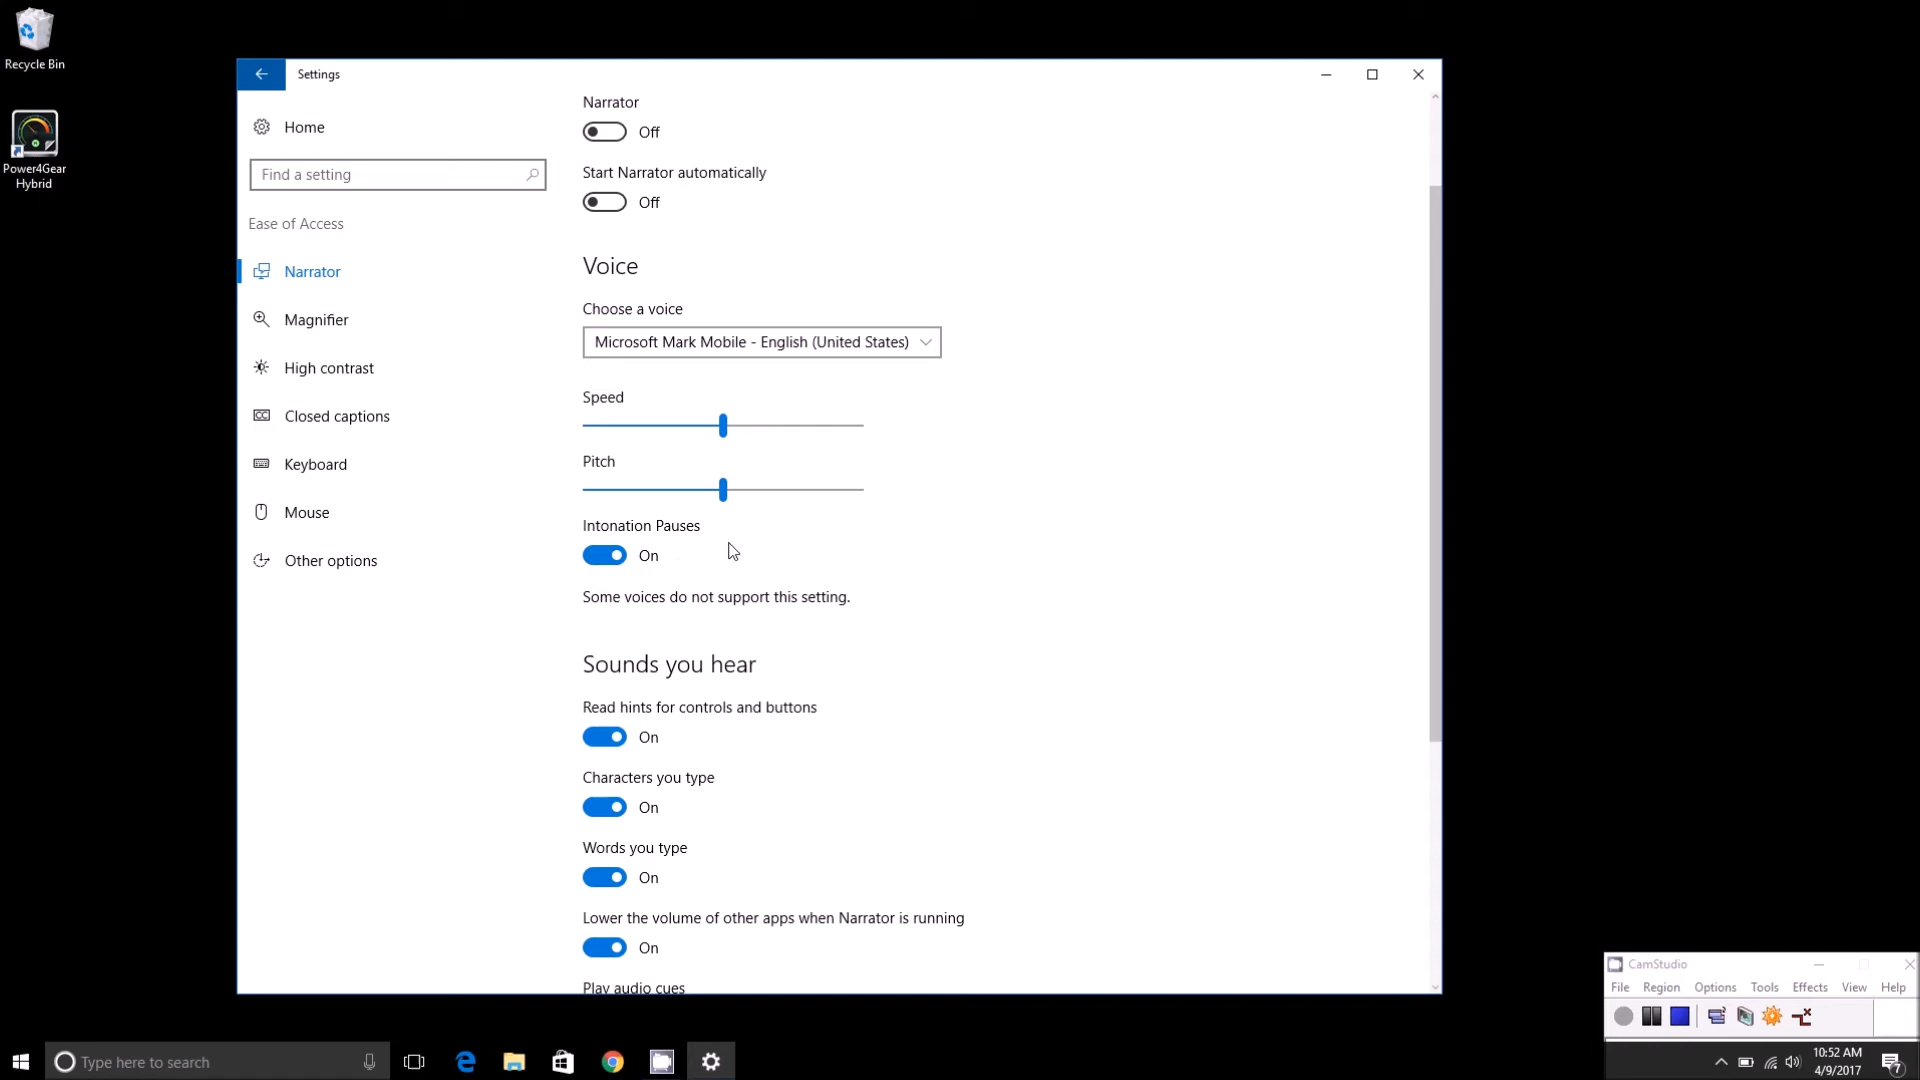 Recycle Bin
Power4Gear
Hybrid
Settings
Home
Find a setting
Ease of Access
Narrator
Magnifier
High contrast
Closed captions
Keyboard
Mouse
Other options
Narrator
Off
Start Narrator automatically
Off
Voice
Choose a voice
Microsoft Mark Mobile - English (United States)
Speed
Pitch
Intonation Pauses
On
Some voices do not support this setting.
Sounds you hear
Read hints for controls and buttons
On
Characters you type
On
Words you type
On
Lower the volume of other apps when Narrator is running
On
Play audio cues
CamStudio
File Region Options Tools Effects View Help
Type here to search
10:52 AM
4/9/2017
7